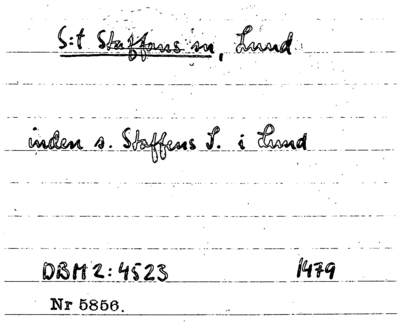 S:t Staffans m, Lund
inden s. Staffens S. i Lund
DBM 2:4523 1479
Nr 5856.